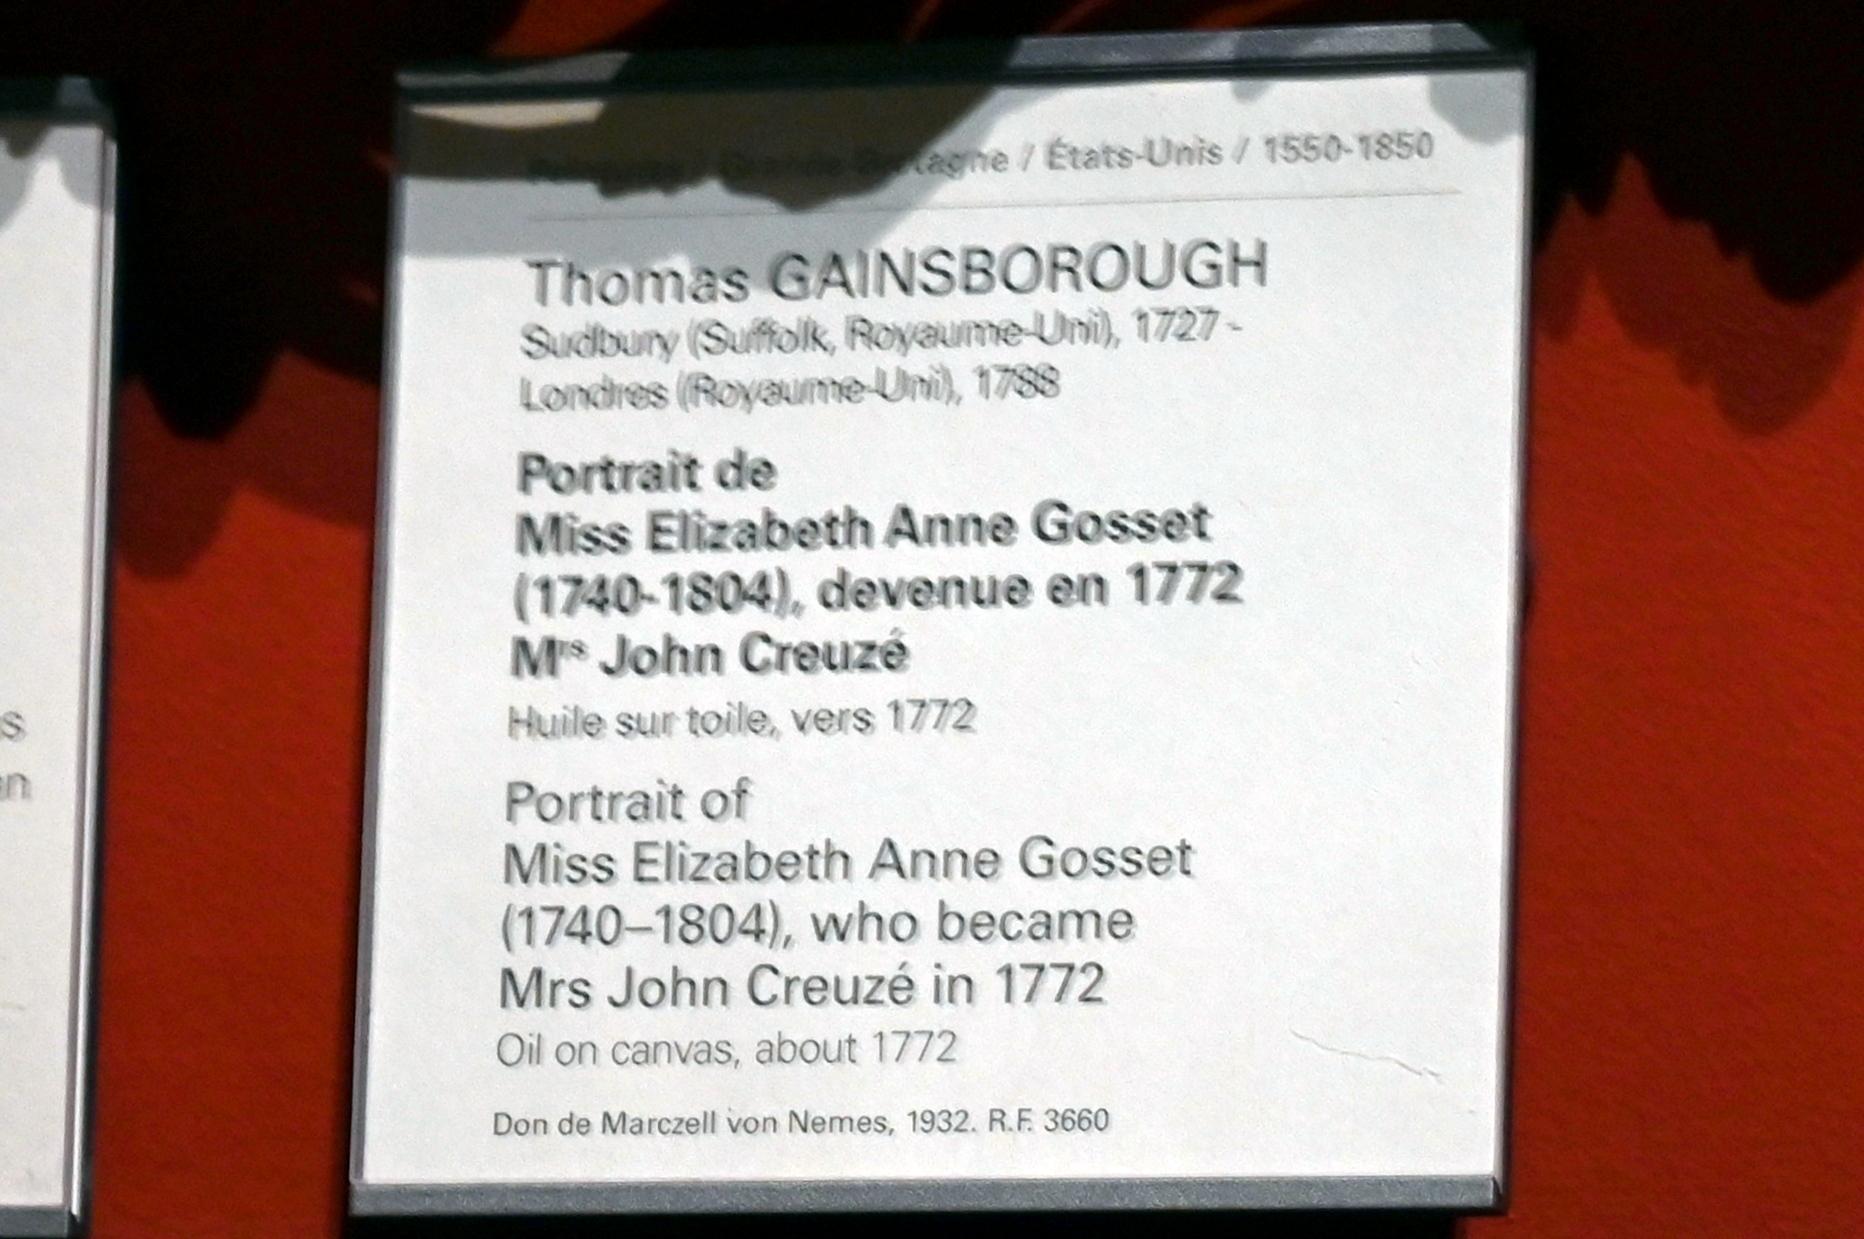 Peintures / Grande-Bretagne / États-Unis / 1550-1850
Thomas GAINSBOROUGH
Sudbury (Suffolk, Royaume-Uni), 1727 -
Londres (Royaume-Uni), 1788
Portrait de
Miss Elizabeth Anne Gosset
(1740-1804), devenue en 1772
Mrs John Creuzé
Huile sur toile, vers 1772
Portrait of
Miss Elizabeth Anne Gosset
(1740–1804), who became
Mrs John Creuzé in 1772
Oil on canvas, about 1772
Don de Marczell von Nemes, 1932. R.F. 3660